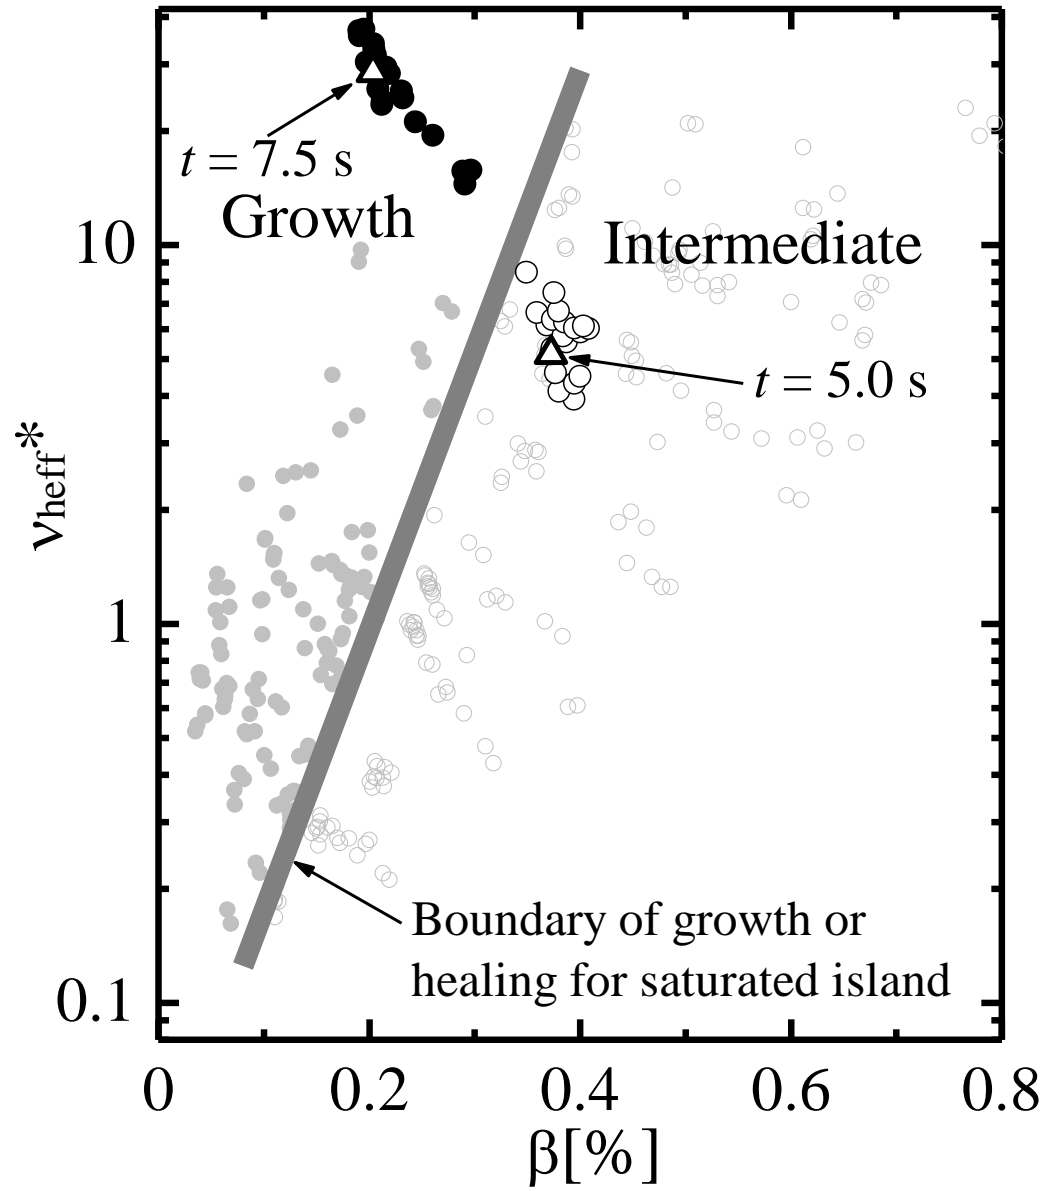 t = 7.5 s
Growth
10
Intermediate
t = 5.0 s
νheff*
1
Boundary of growth or
healing for saturated island
0.1
0 0.2 0.4 0.6 0.8
β[%]